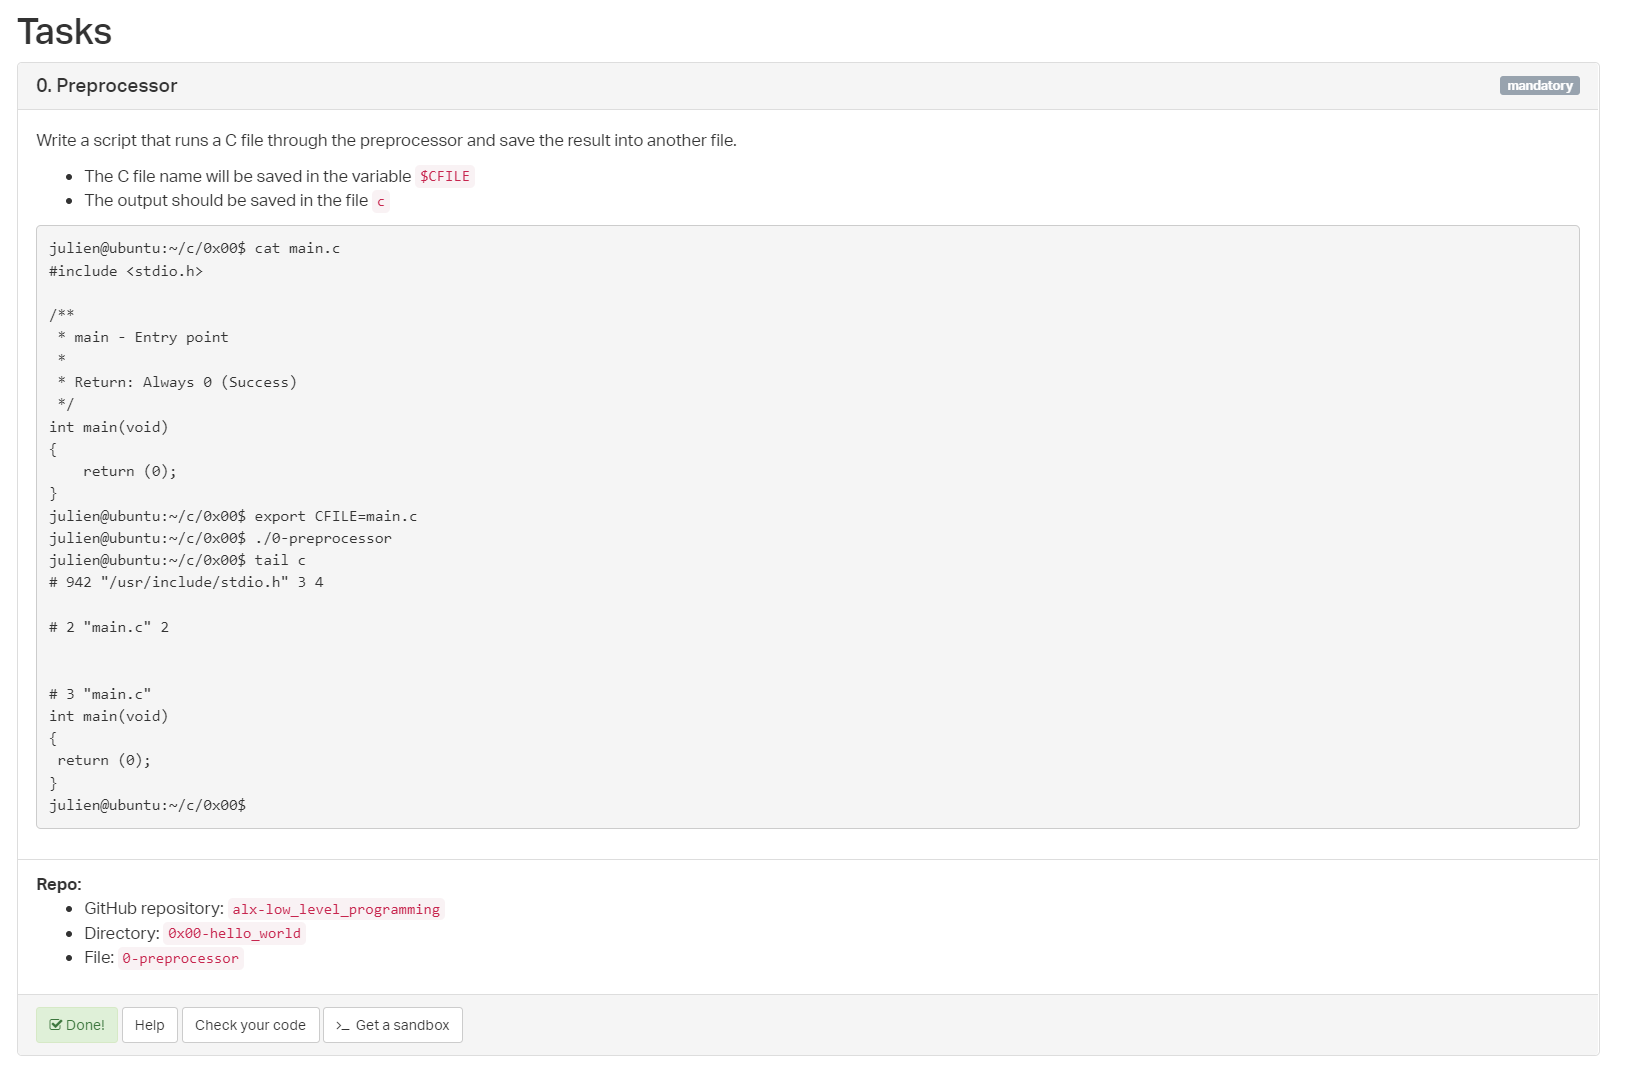 Tasks
0. Preprocessor
mandatory
Write a script that runs a C file through the preprocessor and save the result into another file.
The C file name will be saved in the variable $CFILE
The output should be saved in the file c
julien@ubuntu:~/c/0x00$ cat main.c
#include <stdio.h>

/**
 * main - Entry point
 *
 * Return: Always 0 (Success)
 */
int main(void)
{
    return (0);
}
julien@ubuntu:~/c/0x00$ export CFILE=main.c
julien@ubuntu:~/c/0x00$ ./0-preprocessor
julien@ubuntu:~/c/0x00$ tail c
# 942 "/usr/include/stdio.h" 3 4

# 2 "main.c" 2


# 3 "main.c"
int main(void)
{
 return (0);
}
julien@ubuntu:~/c/0x00$
Repo:
GitHub repository: alx-low_level_programming
Directory: 0x00-hello_world
File: 0-preprocessor
Done!
Help
Check your code
>_ Get a sandbox